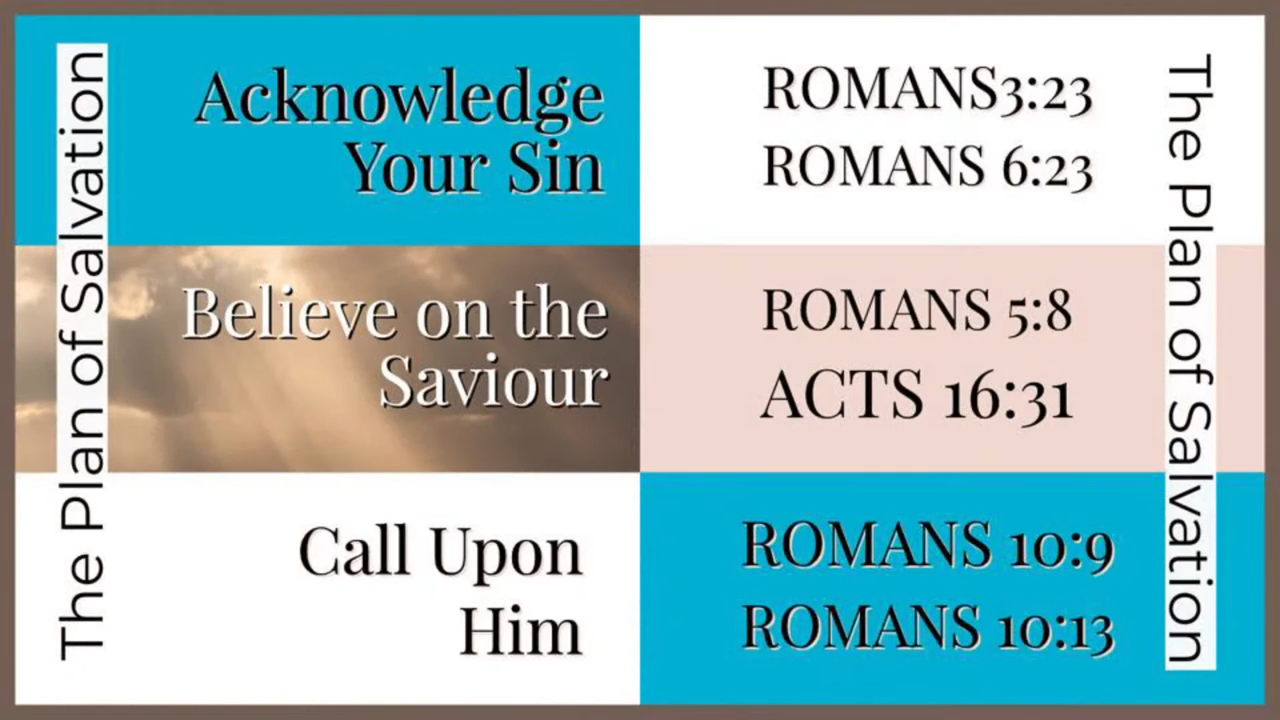 The Plan of Salvation
Acknowledge
Your Sin
ROMANS3:23
ROMANS 6:23
Believe on the
Saviour
ROMANS 5:8
ACTS 16:31
Call Upon
Him
ROMANS 10:9
ROMANS 10:13
The Plan of Salvation